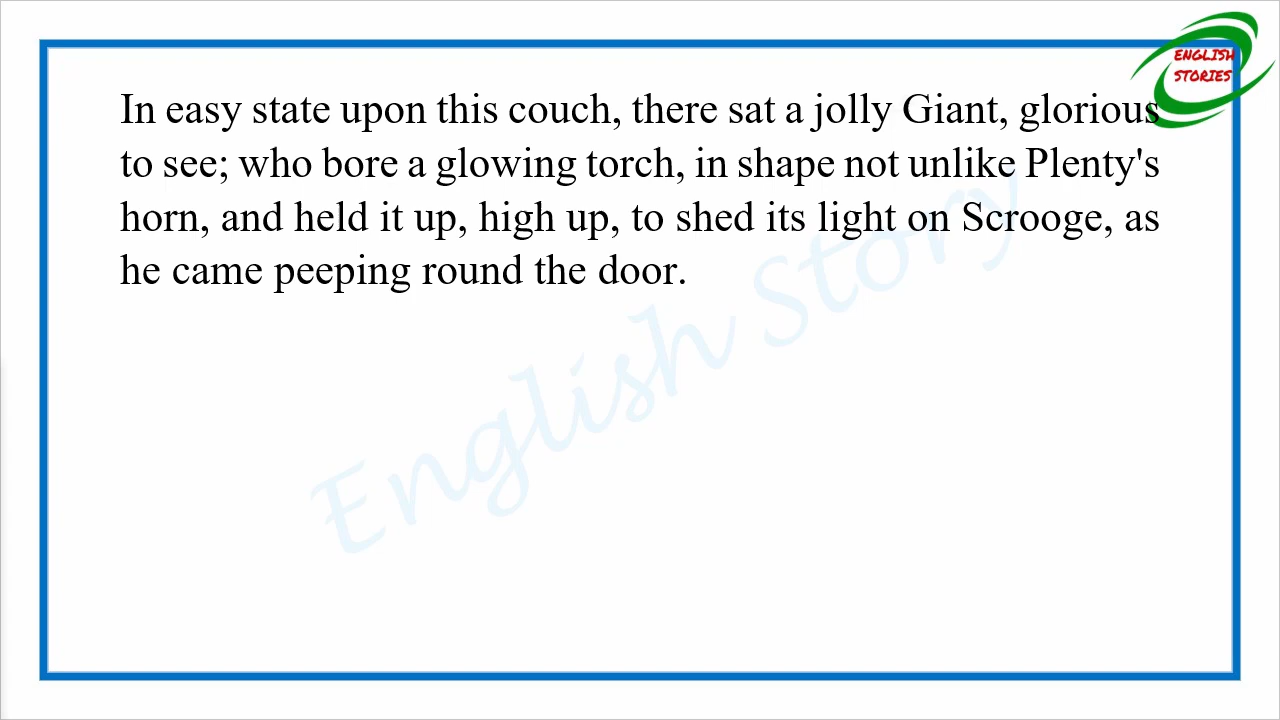 ENGLISH
STORIES
In easy state upon this couch, there sat a jolly Giant, glorious
to see; who bore a glowing torch, in shape not unlike Plenty's
horn, and held it up, high up, to shed its light on Scrooge, as
he came peeping round the door.
English Story